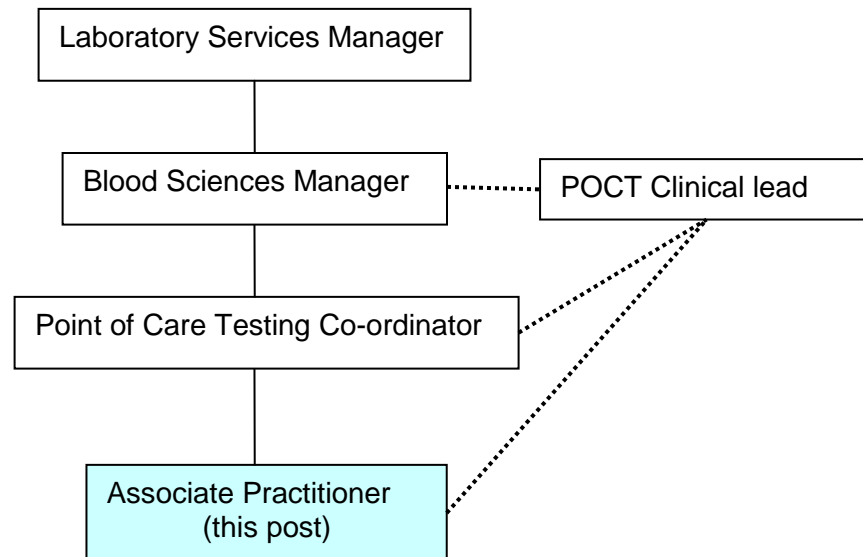 Laboratory Services Manager
Blood Sciences Manager
POCT Clinical lead
Point of Care Testing Co-ordinator
Associate Practitioner
(this post)